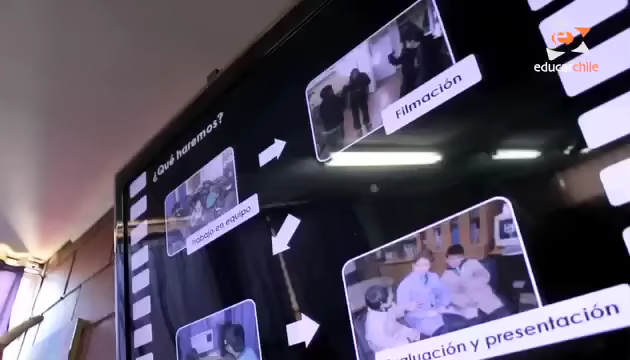 educarchile
¿Qué haremos?
Filmación
Trabajo en equipo
Evaluación y presentación